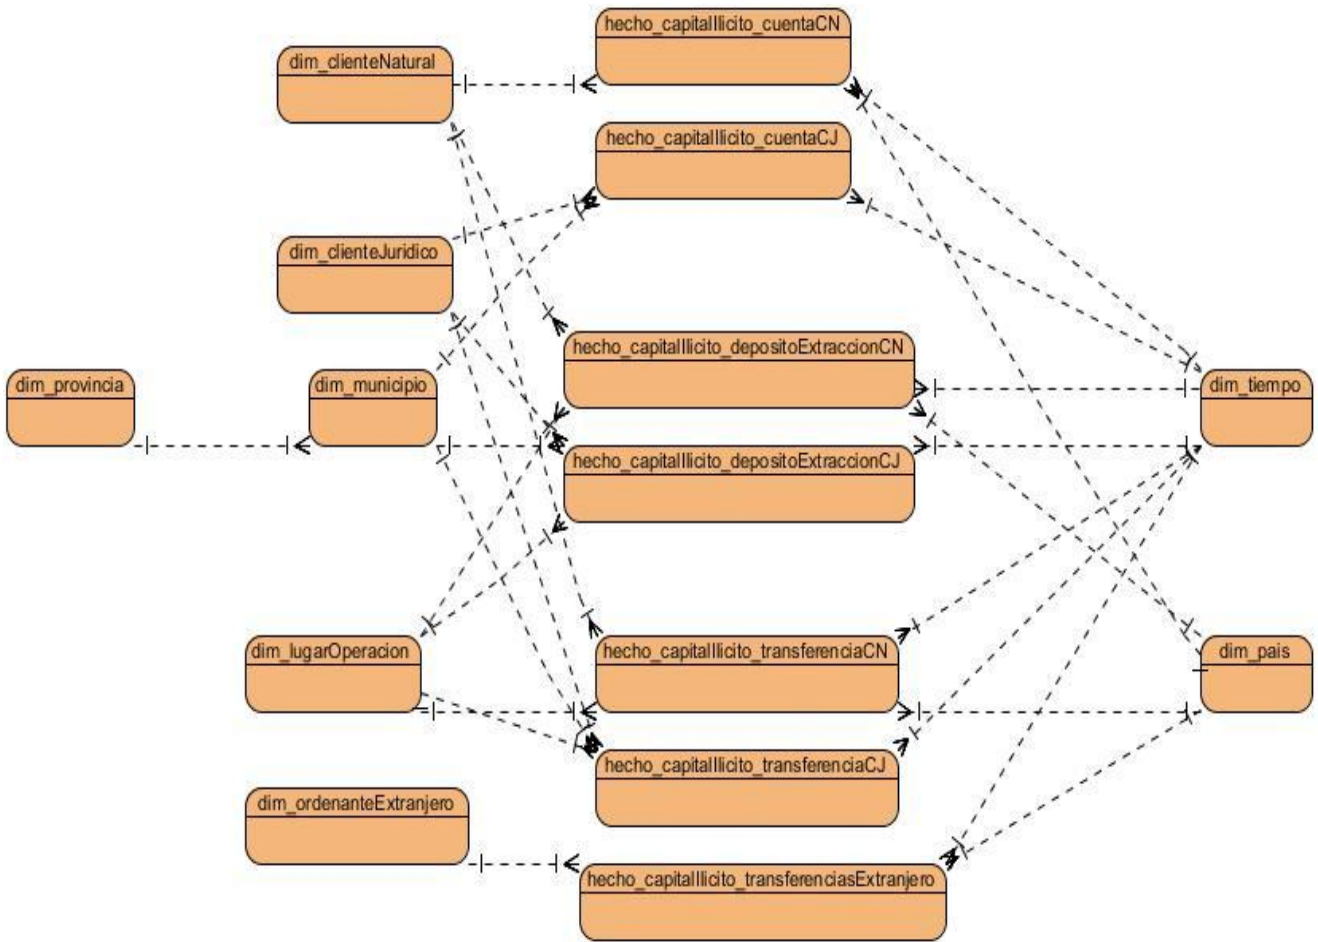 hecho_capitalIlicito_cuentaCN
dim_clienteNatural
hecho_capitalIlicito_cuentaCJ
dim_clienteJuridico
hecho_capitalIlicito_depositoExtraccionCN
dim_provincia
dim_municipio
dim_tiempo
hecho_capitalIlicito_depositoExtraccionCJ
dim_lugarOperacion
hecho_capitalIlicito_transferenciaCN
dim_pais
hecho_capitalIlicito_transferenciaCJ
dim_ordenanteExtranjero
hecho_capitalIlicito_transferenciasExtranjero